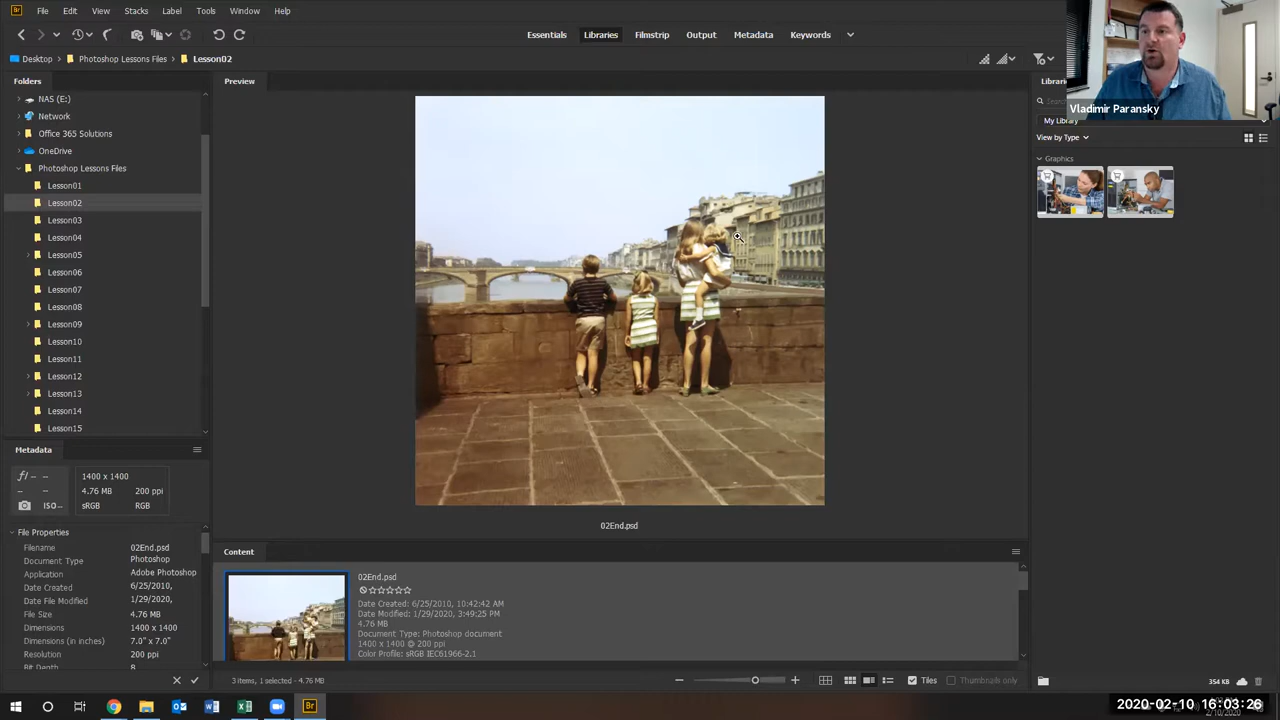 Br File Edit View Stacks Label Tools Window Help
Essentials Libraries Filmstrip Output Metadata Keywords
Desktop Photoshop Lessons Files Lesson02
Folders
NAS (E:)
Network
Office 365 Solutions
OneDrive
Photoshop Lessons Files
Lesson01
Lesson02
Lesson03
Lesson04
Lesson05
Lesson06
Lesson07
Lesson08
Lesson09
Lesson10
Lesson11
Lesson12
Lesson13
Lesson14
Lesson15
Metadata
ƒ/ -- --
-- --
ISO--
1400 x 1400
4.76 MB 200 ppi
sRGB RGB
File Properties
Filename 02End.psd
Document Type Photoshop
Application Adobe Photoshop
Date Created 6/25/2010,
Date File Modified 1/29/2020,
File Size 4.76 MB
Dimensions 1400 x 1400
Dimensions (in inches) 7.0" x 7.0"
Resolution 200 ppi
Bit Depth 8
Preview
02End.psd
Content
02End.psd
Date Created: 6/25/2010, 10:42:42 AM
Date Modified: 1/29/2020, 3:49:25 PM
4.76 MB
Document Type: Photoshop document
1400 x 1400 @ 200 ppi
Color Profile: sRGB IEC61966-2.1
3 items, 1 selected - 4.76 MB
Tiles Thumbnails only
Vladimir Paransky
My Library
View by Type
Graphics
354 KB
Br
2020-02-10 16:03:26